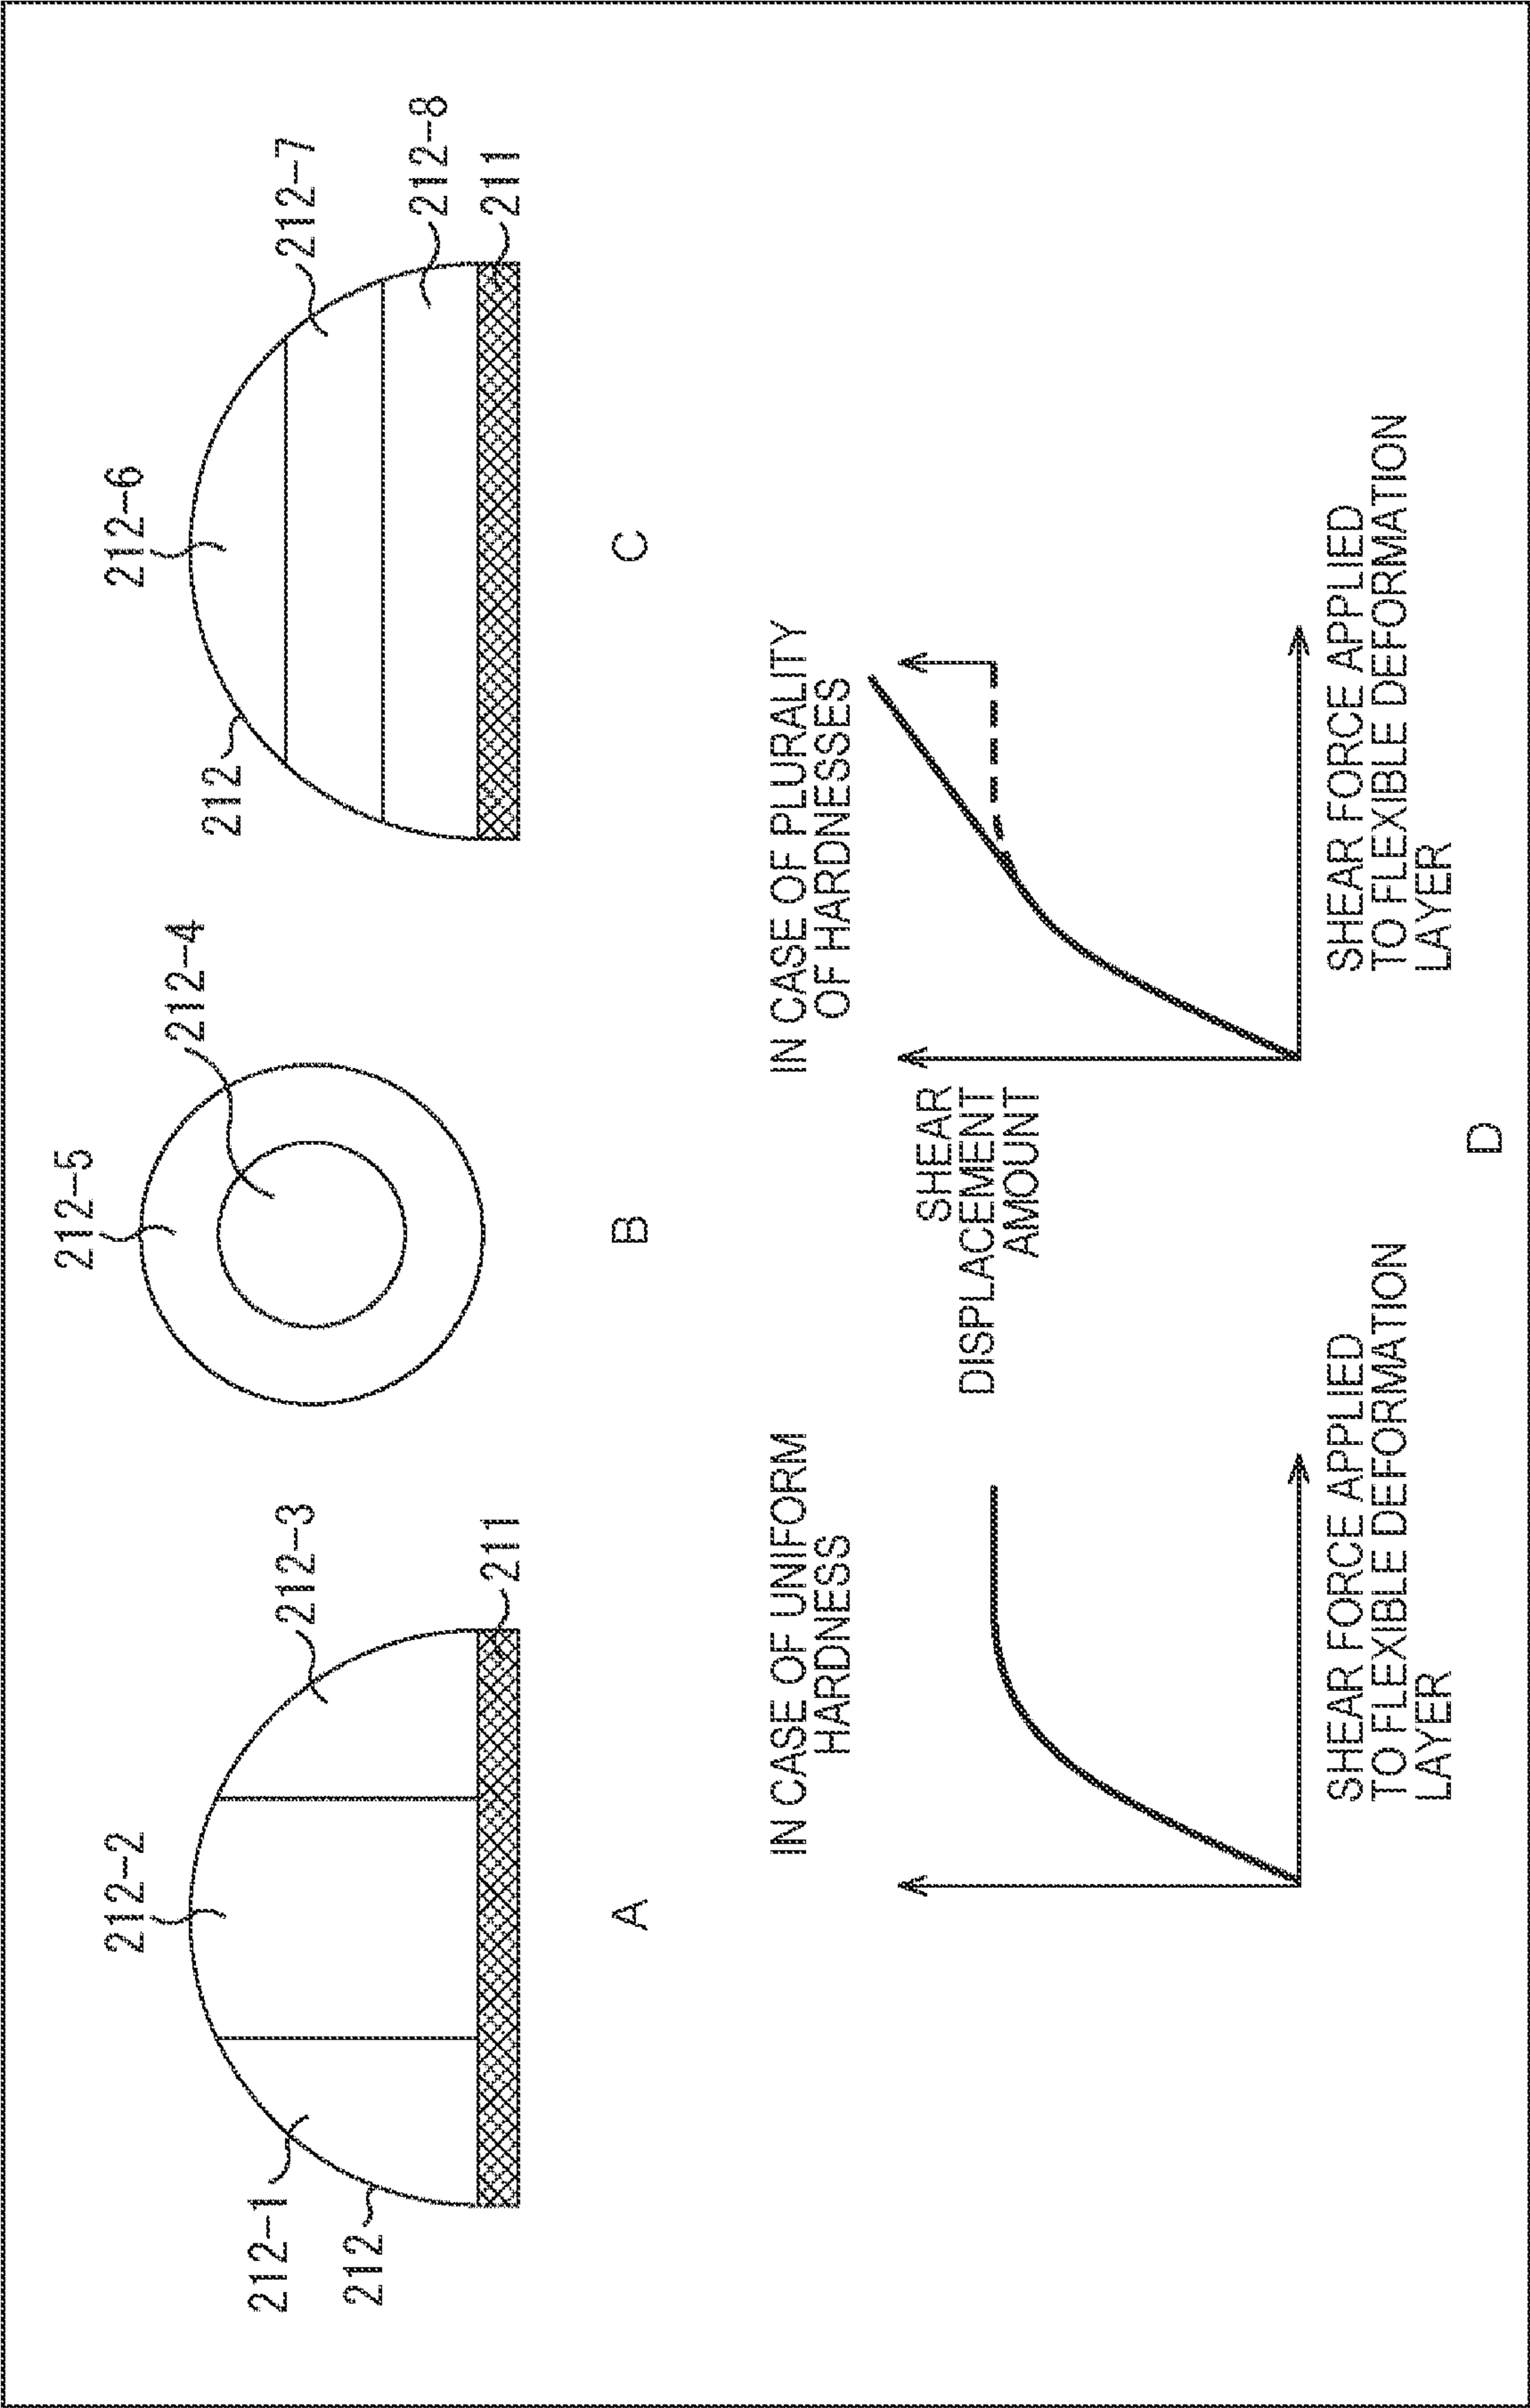 212-2
212-1
212
212-3
211
A
212-5
212-4
B
212-6
212
212-7
212-8
211
C
IN CASE OF UNIFORM
HARDNESS
SHEAR FORCE APPLIED
TO FLEXIBLE DEFORMATION
LAYER
IN CASE OF PLURALITY
OF HARDNESSES
SHEAR
DISPLACEMENT
AMOUNT
SHEAR FORCE APPLIED
TO FLEXIBLE DEFORMATION
LAYER
D